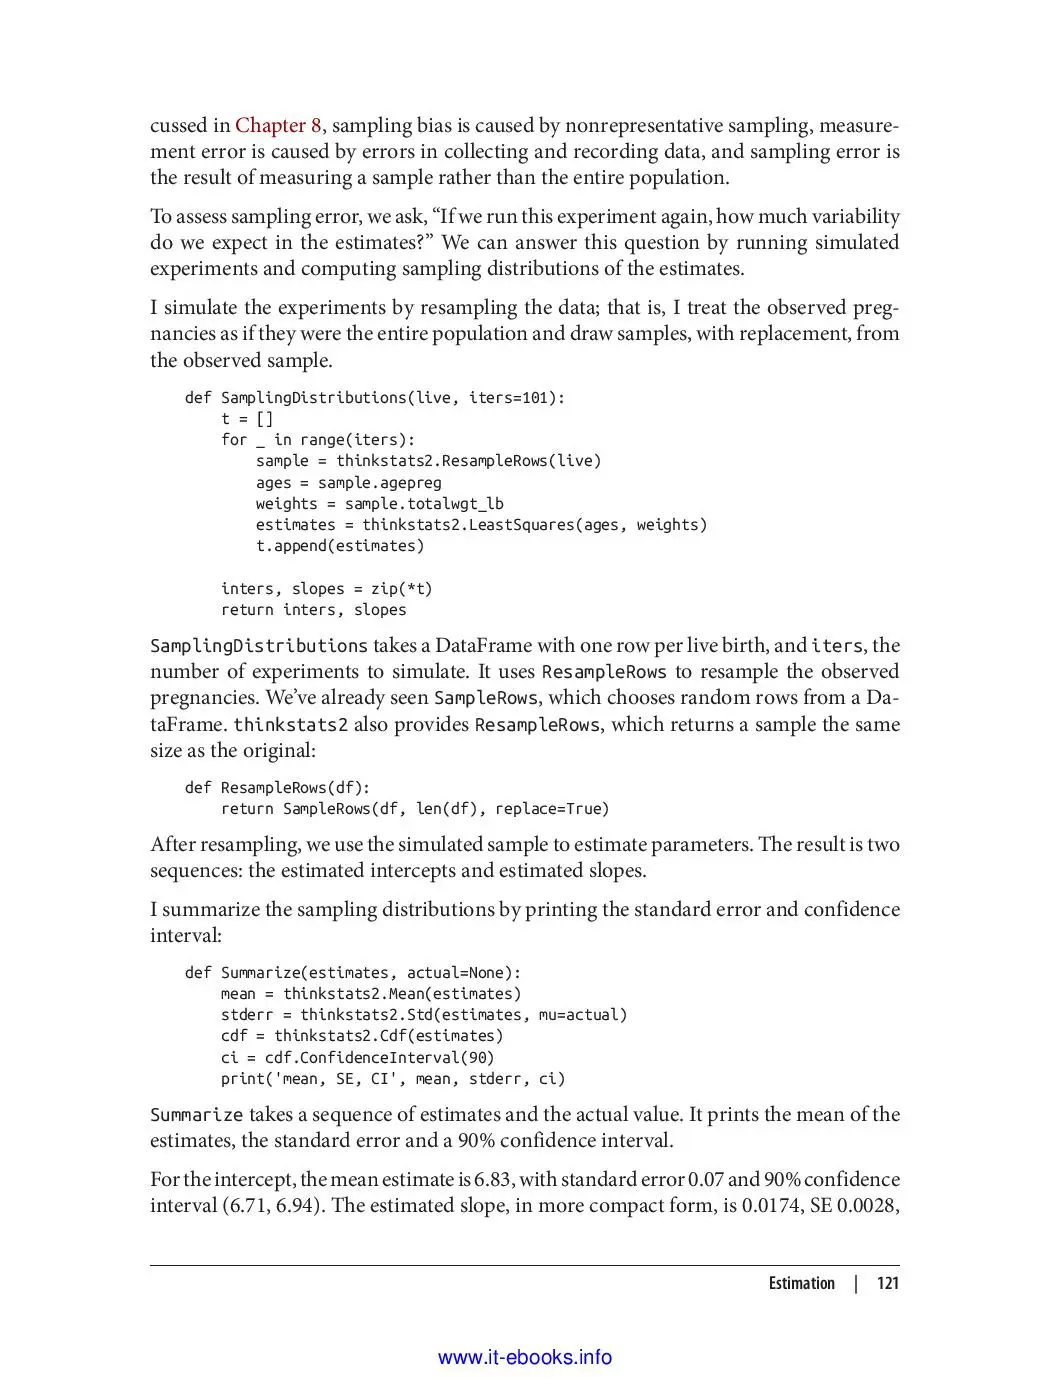 cussed in Chapter 8, sampling bias is caused by nonrepresentative sampling, measure-
ment error is caused by errors in collecting and recording data, and sampling error is
the result of measuring a sample rather than the entire population.
To assess sampling error, we ask, “If we run this experiment again, how much variability
do we expect in the estimates?” We can answer this question by running simulated
experiments and computing sampling distributions of the estimates.
I simulate the experiments by resampling the data; that is, I treat the observed preg-
nancies as if they were the entire population and draw samples, with replacement, from
the observed sample.
def SamplingDistributions(live, iters=101):
    t = []
    for _ in range(iters):
        sample = thinkstats2.ResampleRows(live)
        ages = sample.agepreg
        weights = sample.totalwgt_lb
        estimates = thinkstats2.LeastSquares(ages, weights)
        t.append(estimates)
    inters, slopes = zip(*t)
    return inters, slopes
SamplingDistributions takes a DataFrame with one row per live birth, and iters, the
number of experiments to simulate. It uses ResampleRows to resample the observed
pregnancies. We’ve already seen SampleRows, which chooses random rows from a Da-
taFrame. thinkstats2 also provides ResampleRows, which returns a sample the same
size as the original:
def ResampleRows(df):
    return SampleRows(df, len(df), replace=True)
After resampling, we use the simulated sample to estimate parameters. The result is two
sequences: the estimated intercepts and estimated slopes.
I summarize the sampling distributions by printing the standard error and confidence
interval:
def Summarize(estimates, actual=None):
    mean = thinkstats2.Mean(estimates)
    stderr = thinkstats2.Std(estimates, mu=actual)
    cdf = thinkstats2.Cdf(estimates)
    ci = cdf.ConfidenceInterval(90)
    print('mean, SE, CI', mean, stderr, ci)
Summarize takes a sequence of estimates and the actual value. It prints the mean of the
estimates, the standard error and a 90% confidence interval.
For the intercept, the mean estimate is 6.83, with standard error 0.07 and 90% confidence
interval (6.71, 6.94). The estimated slope, in more compact form, is 0.0174, SE 0.0028,
Estimation | 121
www.it-ebooks.info